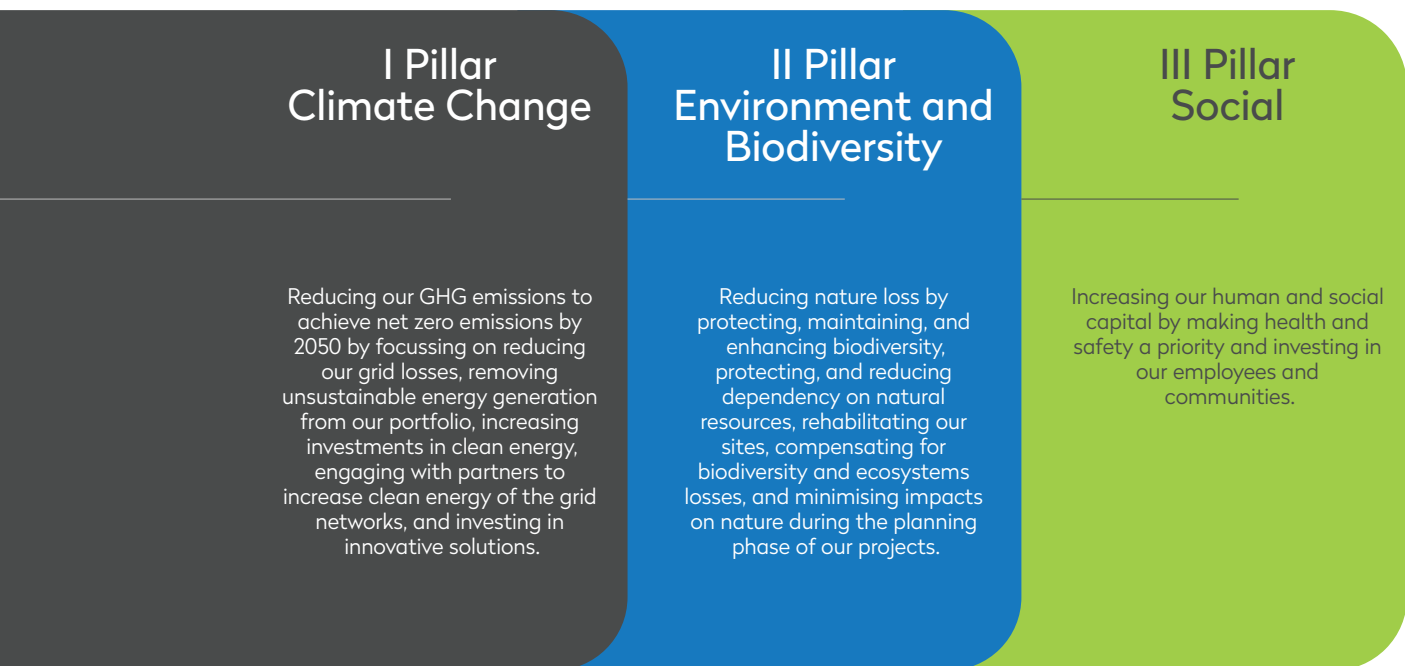 I Pillar
Climate Change
Reducing our GHG emissions to
achieve net zero emissions by
2050 by focussing on reducing
our grid losses, removing
unsustainable energy generation
from our portfolio, increasing
investments in clean energy,
engaging with partners to
increase clean energy of the grid
networks, and investing in
innovative solutions.
II Pillar
Environment and
Biodiversity
Reducing nature loss by
protecting, maintaining, and
enhancing biodiversity,
protecting, and reducing
dependency on natural
resources, rehabilitating our
sites, compensating for
biodiversity and ecosystems
losses, and minimising impacts
on nature during the planning
phase of our projects.
III Pillar
Social
Increasing our human and social
capital by making health and
safety a priority and investing in
our employees and
communities.